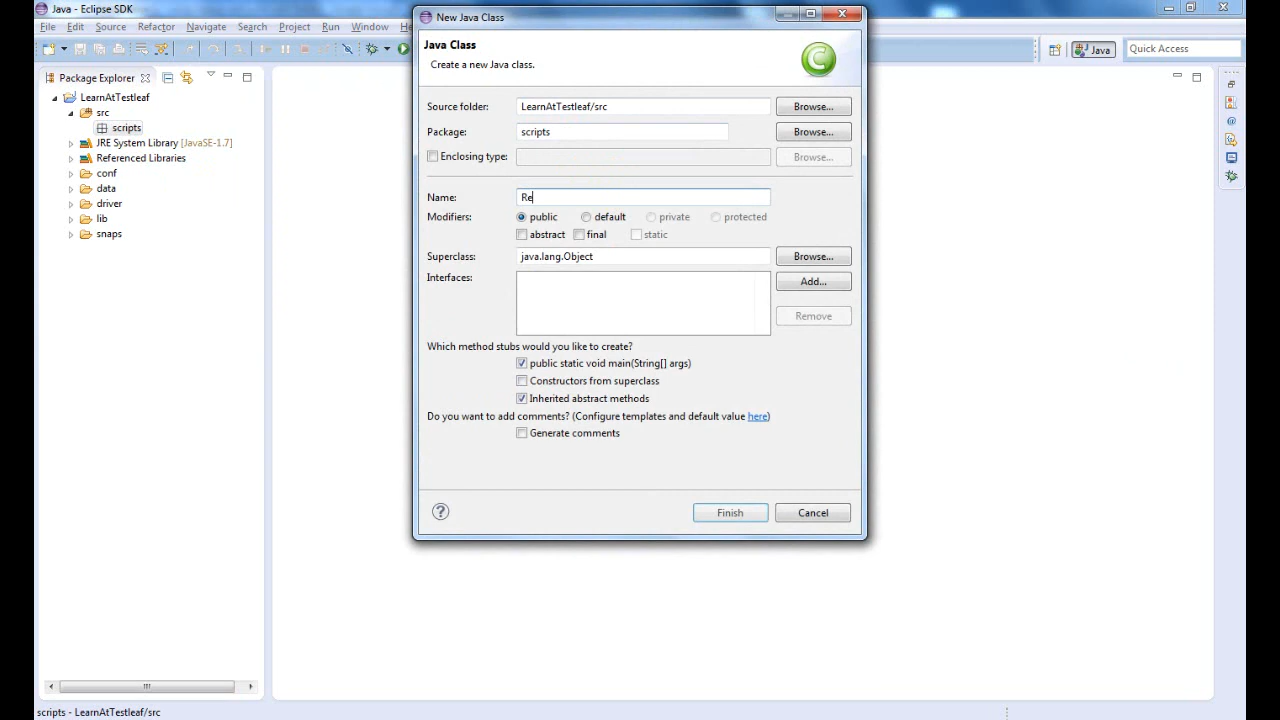 Java - Eclipse SDK
File Edit Source Refactor Navigate Search Project Run Window He
Java
Quick Access
Package Explorer
LearnAtTestleaf
src
scripts
JRE System Library [JavaSE-1.7]
Referenced Libraries
conf
data
driver
lib
snaps
New Java Class
Java Class
Create a new Java class.
C
Source folder: LearnAtTestleaf/src Browse...
Package: scripts Browse...
Enclosing type: Browse...
Name: Re
Modifiers: public default private protected
abstract final static
Superclass: java.lang.Object Browse...
Interfaces: Add...
Remove
Which method stubs would you like to create?
public static void main(String[] args)
Constructors from superclass
Inherited abstract methods
Do you want to add comments? (Configure templates and default value here)
Generate comments
? Finish Cancel
scripts - LearnAtTestleaf/src